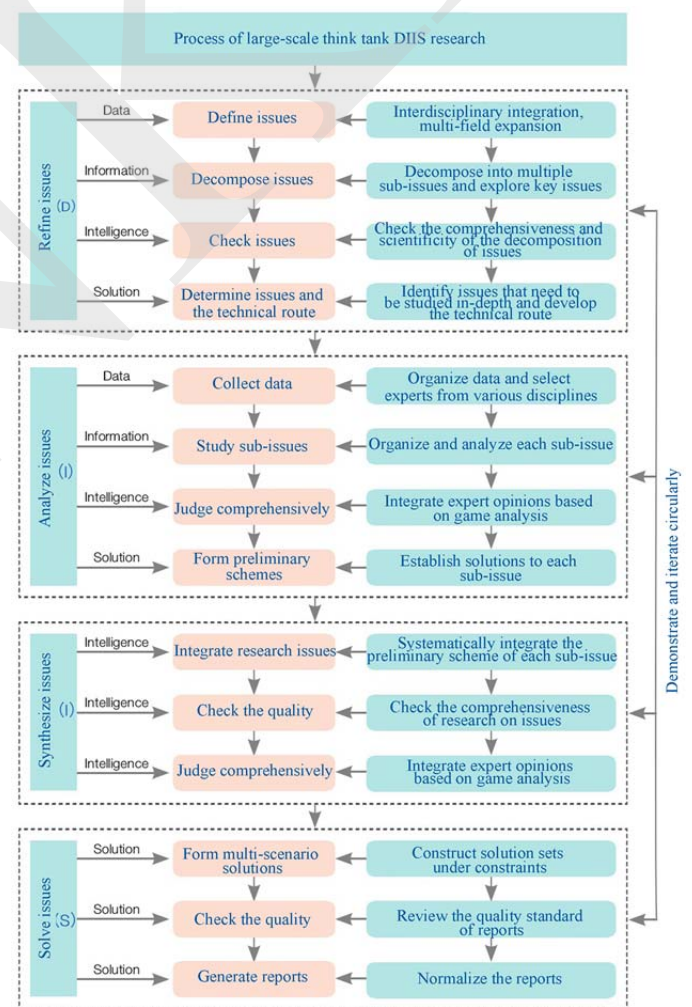 Process of large-scale think tank DIIS research
Refine issues
(D)
Data
Define issues
Interdisciplinary integration,
multi-field expansion
Information
Decompose issues
Decompose into multiple
sub-issues and explore key issues
Intelligence
Check issues
Check the comprehensiveness and
scientificity of the decomposition
of issues
Solution
Determine issues and
the technical route
Identify issues that need to
be studied in-depth and develop
the technical route
Analyze issues
(I)
Data
Collect data
Organize data and select
experts from various disciplines
Information
Study sub-issues
Organize and analyze each sub-issue
Intelligence
Judge comprehensively
Integrate expert opinions based
on game analysis
Solution
Form preliminary
schemes
Establish solutions to each
sub-issue
Synthesize issues
(I)
Intelligence
Integrate research issues
Systematically integrate the
preliminary scheme of each sub-issue
Intelligence
Check the quality
Check the comprehensiveness
of research on issues
Intelligence
Judge comprehensively
Integrate expert opinions
based on game analysis
Solve issues
(S)
Solution
Form multi-scenario
solutions
Construct solution sets
under constraints
Solution
Check the quality
Review the quality standard
of reports
Solution
Generate reports
Normalize the reports
Demonstrate and iterate circularly